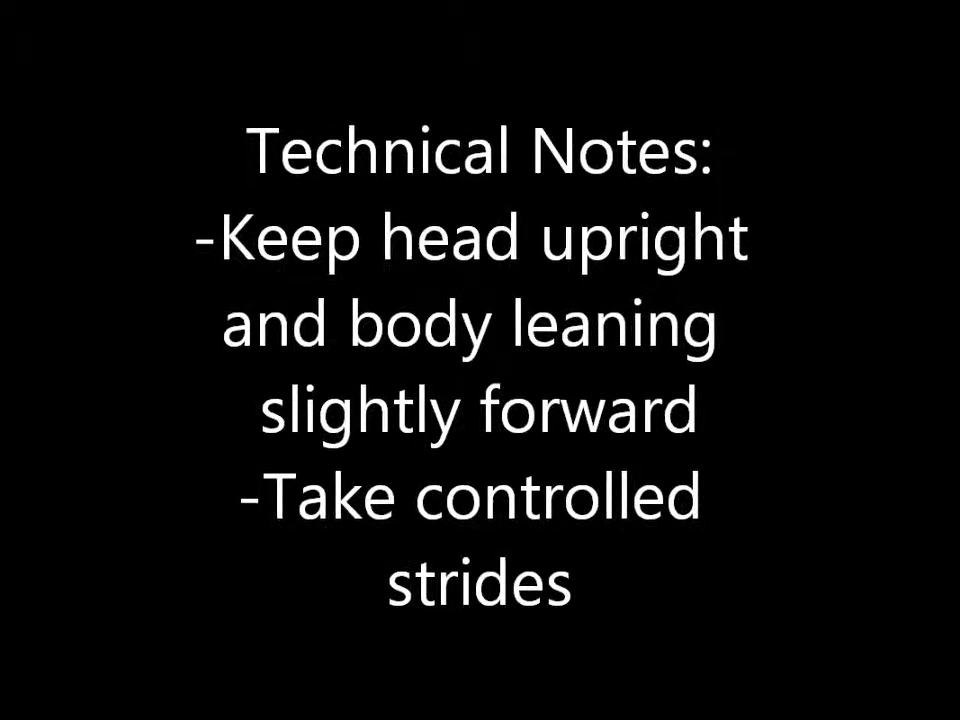 Technical Notes:
-Keep head upright
and body leaning
slightly forward
-Take controlled
strides